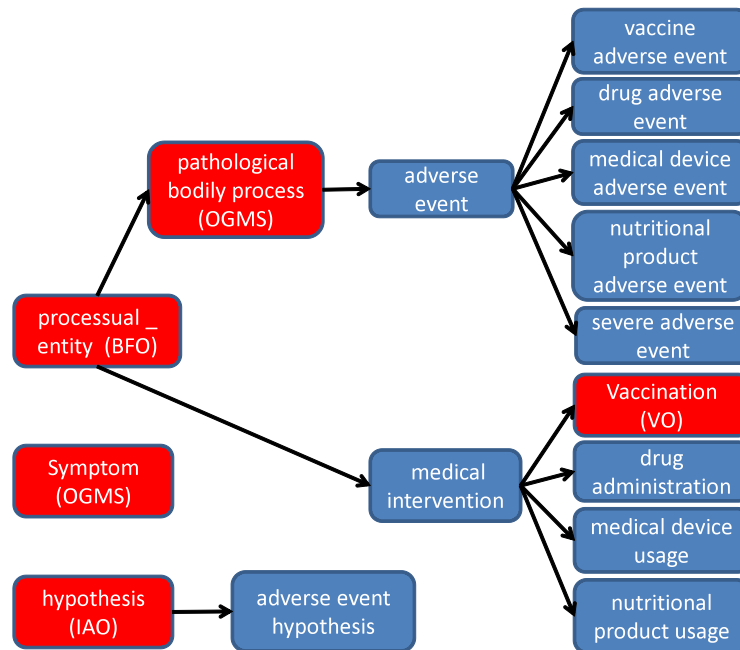 vaccine
adverse event
drug adverse
event
pathological
bodily process
(OGMS)
adverse
event
medical device
adverse event
nutritional
product
adverse event
processual _
entity (BFO)
severe adverse
event
Vaccination
(VO)
Symptom
(OGMS)
medical
intervention
drug
administration
medical device
usage
hypothesis
(IAO)
adverse event
hypothesis
nutritional
product usage